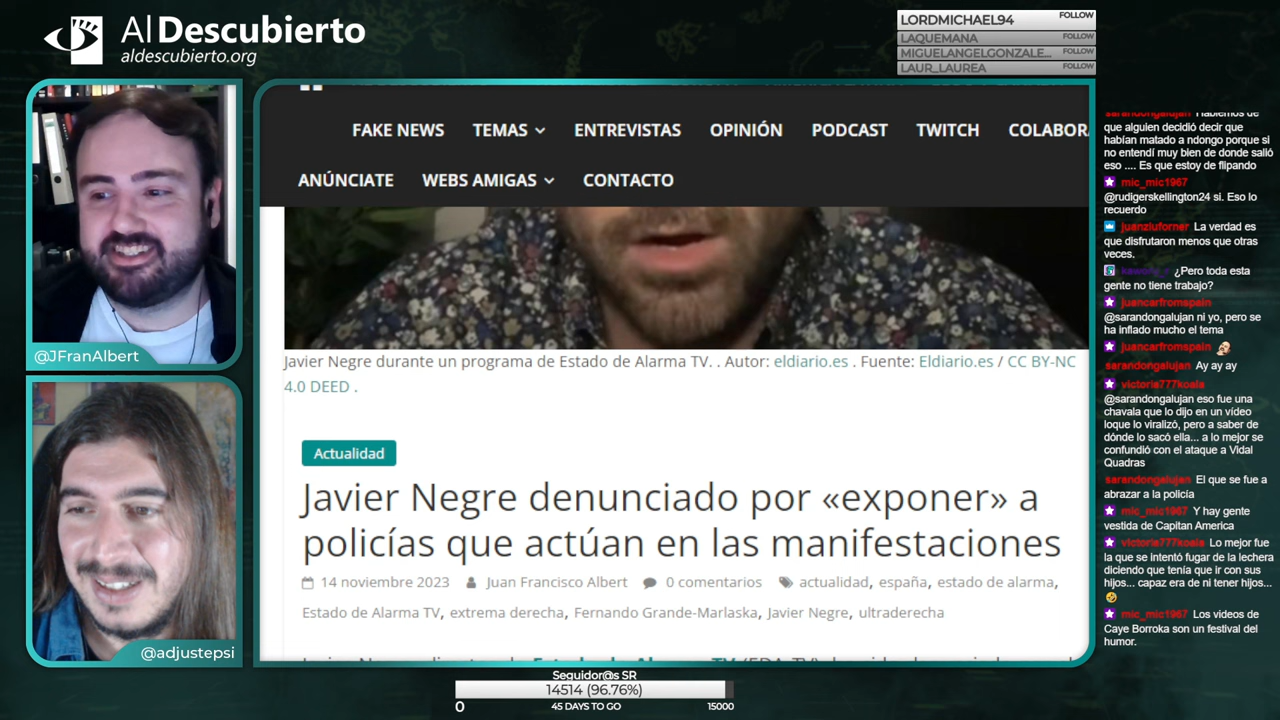 Al Descubierto
aldescubierto.org
LORDMICHAEL94 FOLLOW
LAQUEMANA FOLLOW
MIGUELANGELGONZALE... FOLLOW
LAUR_LAUREA FOLLOW
@JFranAlbert
@adjustepsi
FAKE NEWS TEMAS ENTREVISTAS OPINIÓN PODCAST TWITCH COLABORA
ANÚNCIATE WEBS AMIGAS CONTACTO
Javier Negre durante un programa de Estado de Alarma TV. . Autor: eldiario.es . Fuente: Eldiario.es / CC BY-NC
4.0 DEED .
Actualidad
Javier Negre denunciado por «exponer» a
policías que actúan en las manifestaciones
14 noviembre 2023 Juan Francisco Albert 0 comentarios actualidad, españa, estado de alarma,
Estado de Alarma TV, extrema derecha, Fernando Grande-Marlaska, Javier Negre, ultraderecha
sarandongalujan Hablemos de
que alguien decidió decir que
habían matado a ndongo porque si
no entendí muy bien de donde salió
eso .... Es que estoy de flipando
mic_mic1967
@rudigerskellington24 si. Eso lo
recuerdo
juanziuforner La verdad es
que disfrutaron menos que otras
veces.
¿Pero toda esta
gente no tiene trabajo?
juancarfromspain
@sarandongalujan ni yo, pero se
ha inflado mucho el tema
juancarfromspain
sarandongalujan Ay ay ay
victoria777koala
@sarandongalujan eso fue una
chavala que lo dijo en un vídeo
loque lo viralizó, pero a saber de
dónde lo sacó ella... a lo mejor se
confundió con el ataque a Vidal
Quadras
sarandongalujan El que se fue a
abrazar a la policía
mic_mic1967 Y hay gente
vestida de Capitan America
victoria777koala Lo mejor fue
la que se intentó fugar de la lechera
diciendo que tenía que ir con sus
hijos... capaz era de ni tener hijos...
mic_mic1967 Los videos de
Caye Borroka son un festival del
humor.
Seguidor@s SR
14514 (96.76%)
0 45 DAYS TO GO 15000